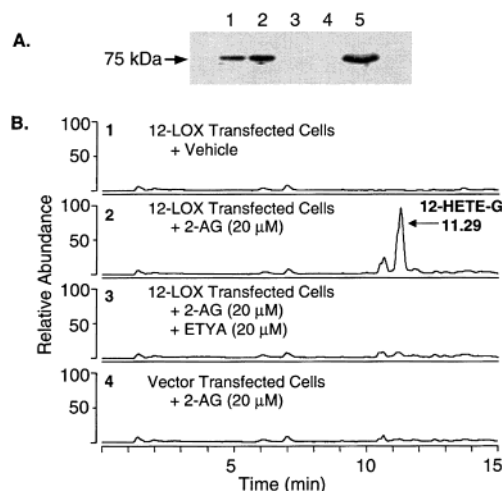 A.
1 2 3 4 5
75 kDa
B.
100
50
1 12-LOX Transfected Cells
+ Vehicle
100
50
2 12-LOX Transfected Cells
+ 2-AG (20 µM)
12-HETE-G
11.29
100
50
3 12-LOX Transfected Cells
+ 2-AG (20 µM)
+ ETYA (20 µM)
100
50
4 Vector Transfected Cells
+ 2-AG (20 µM)
Relative Abundance
5 10 15
Time (min)